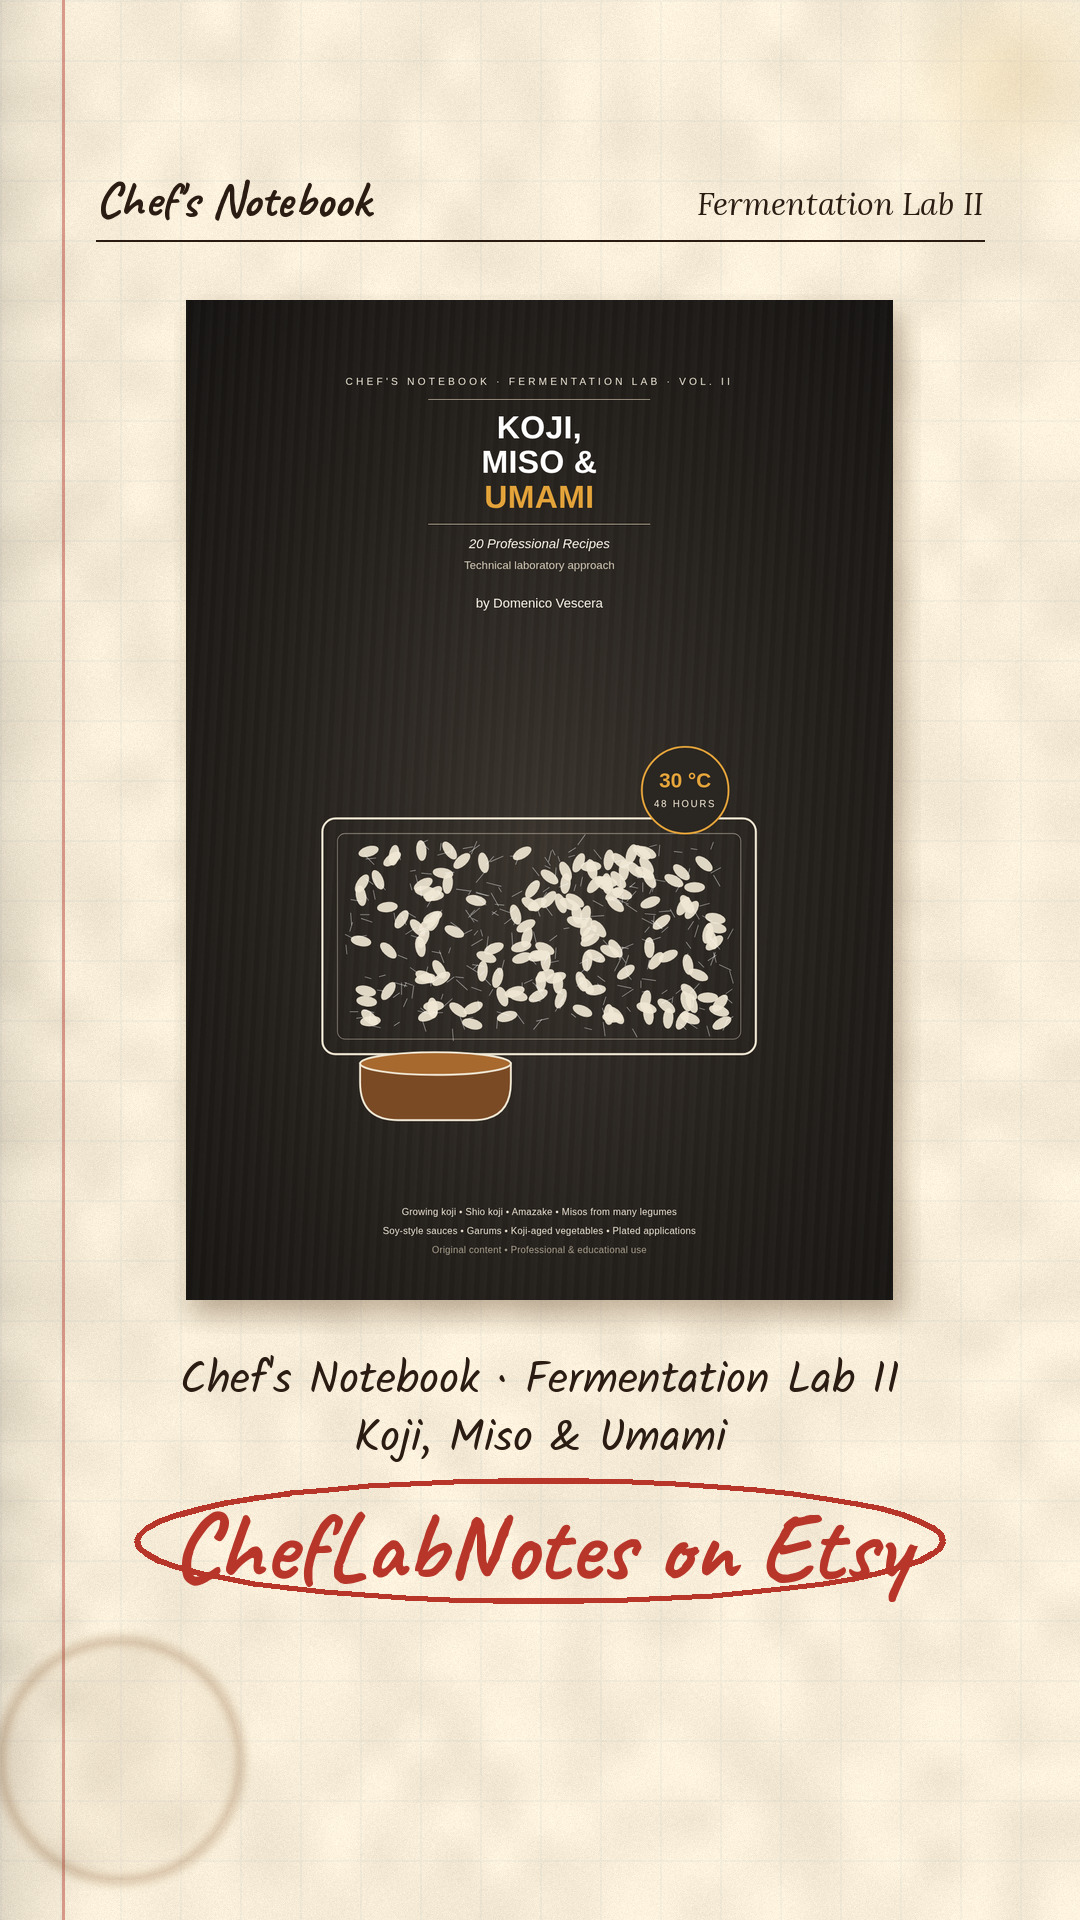 Chef's Notebook
Fermentation Lab II
CHEF'S NOTEBOOK · FERMENTATION LAB · VOL. II
KOJI,
MISO &
UMAMI
20 Professional Recipes
Technical laboratory approach
by Domenico Vescera
30 °C
48 HOURS
Growing koji • Shio koji • Amazake • Misos from many legumes
Soy-style sauces • Garums • Koji-aged vegetables • Plated applications
Original content • Professional & educational use
Chef's Notebook · Fermentation Lab II
Koji, Miso & Umami
ChefLabNotes on Etsy